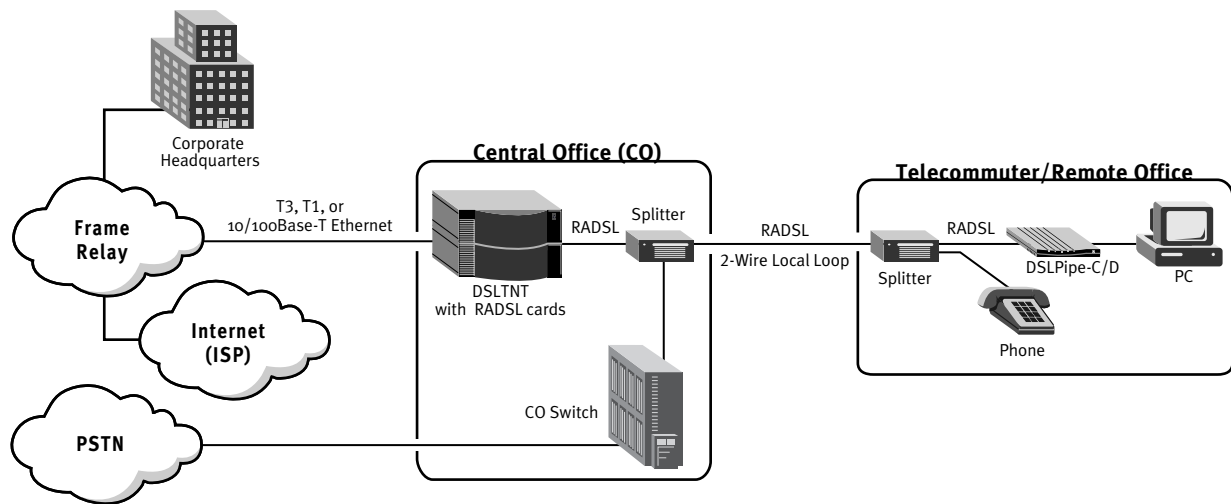 Corporate
Headquarters
Central Office (CO)
Telecommuter/Remote Office
Frame
Relay
T3, T1, or
10/100Base-T Ethernet
RADSL
Splitter
RADSL
2-Wire Local Loop
RADSL
Splitter
DSLPipe-C/D
PC
DSLTNT
with RADSL cards
Internet
(ISP)
Phone
CO Switch
PSTN